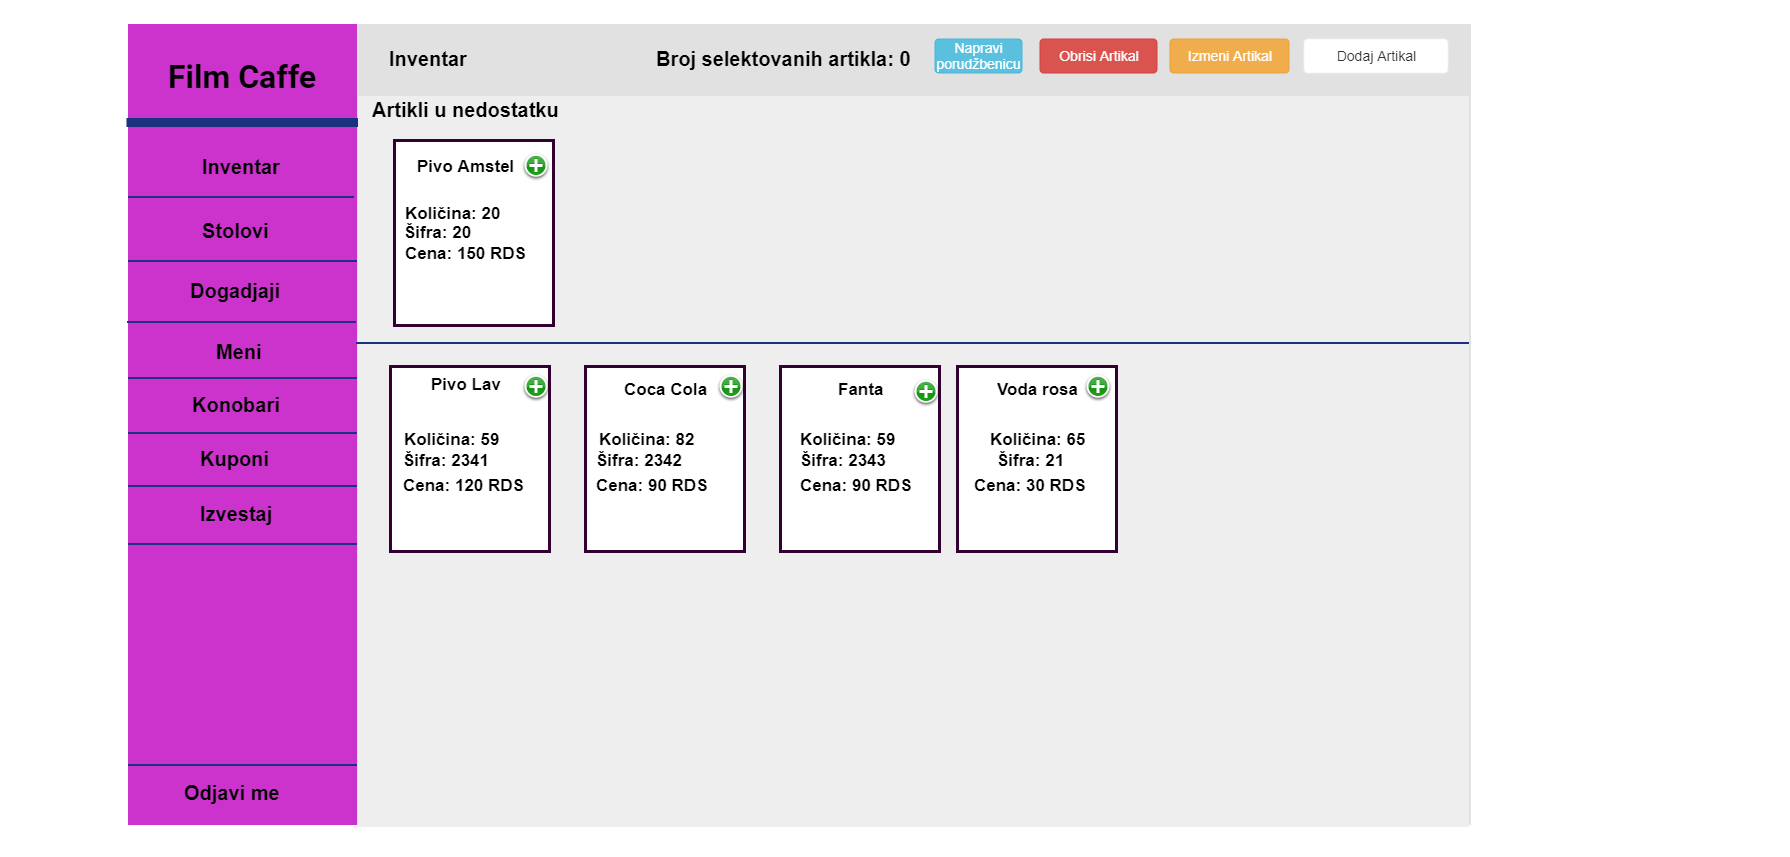 Film Caffe
Inventar
Stolovi
Dogadjaji
Meni
Konobari
Kuponi
Izvestaj
Odjavi me
Inventar
Broj selektovanih artikla: 0
Napravi
porudžbenicu
Obrisi Artikal
Izmeni Artikal
Dodaj Artikal
Artikli u nedostatku
Pivo Amstel
Količina: 20
Šifra: 20
Cena: 150 RDS
Pivo Lav
Količina: 59
Šifra: 2341
Cena: 120 RDS
Coca Cola
Količina: 82
Šifra: 2342
Cena: 90 RDS
Fanta
Količina: 59
Šifra: 2343
Cena: 90 RDS
Voda rosa
Količina: 65
Šifra: 21
Cena: 30 RDS